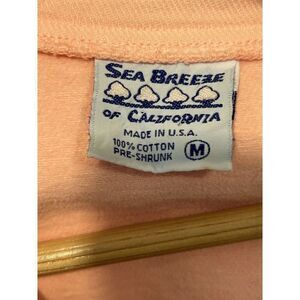 SEA BREEZE
OF CALIFORNIA
MADE IN U.S.A.
100% COTTON
PRE-SHRUNK
M